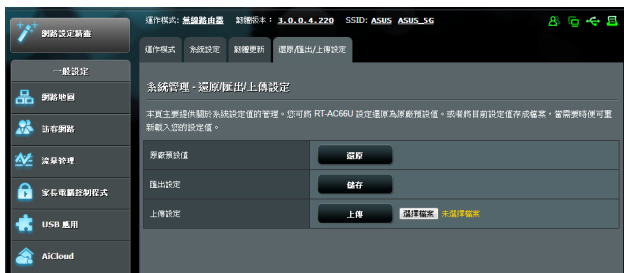 運作模式: 無線路由器 韌體版本: 3.0.0.4.220 SSID: ASUS ASUS_5G
網路設定精靈
運作模式 系統設定 韌體更新 還原/匯出/上傳設定
一般設定
系統管理 - 還原/匯出/上傳設定
網路地圖
本頁主要提供關於系統設定值的管理。您可將 RT-AC66U 設定還原為原廠預設值。或者將目前設定值存成檔案,當需要時便可重
新載入您的設定值。
訪客網路
流量管理
原廠預設值 還原
家長電腦控制程式
匯出設定 儲存
上傳設定 上傳 選擇檔案 未選擇檔案
USB 應用
AiCloud